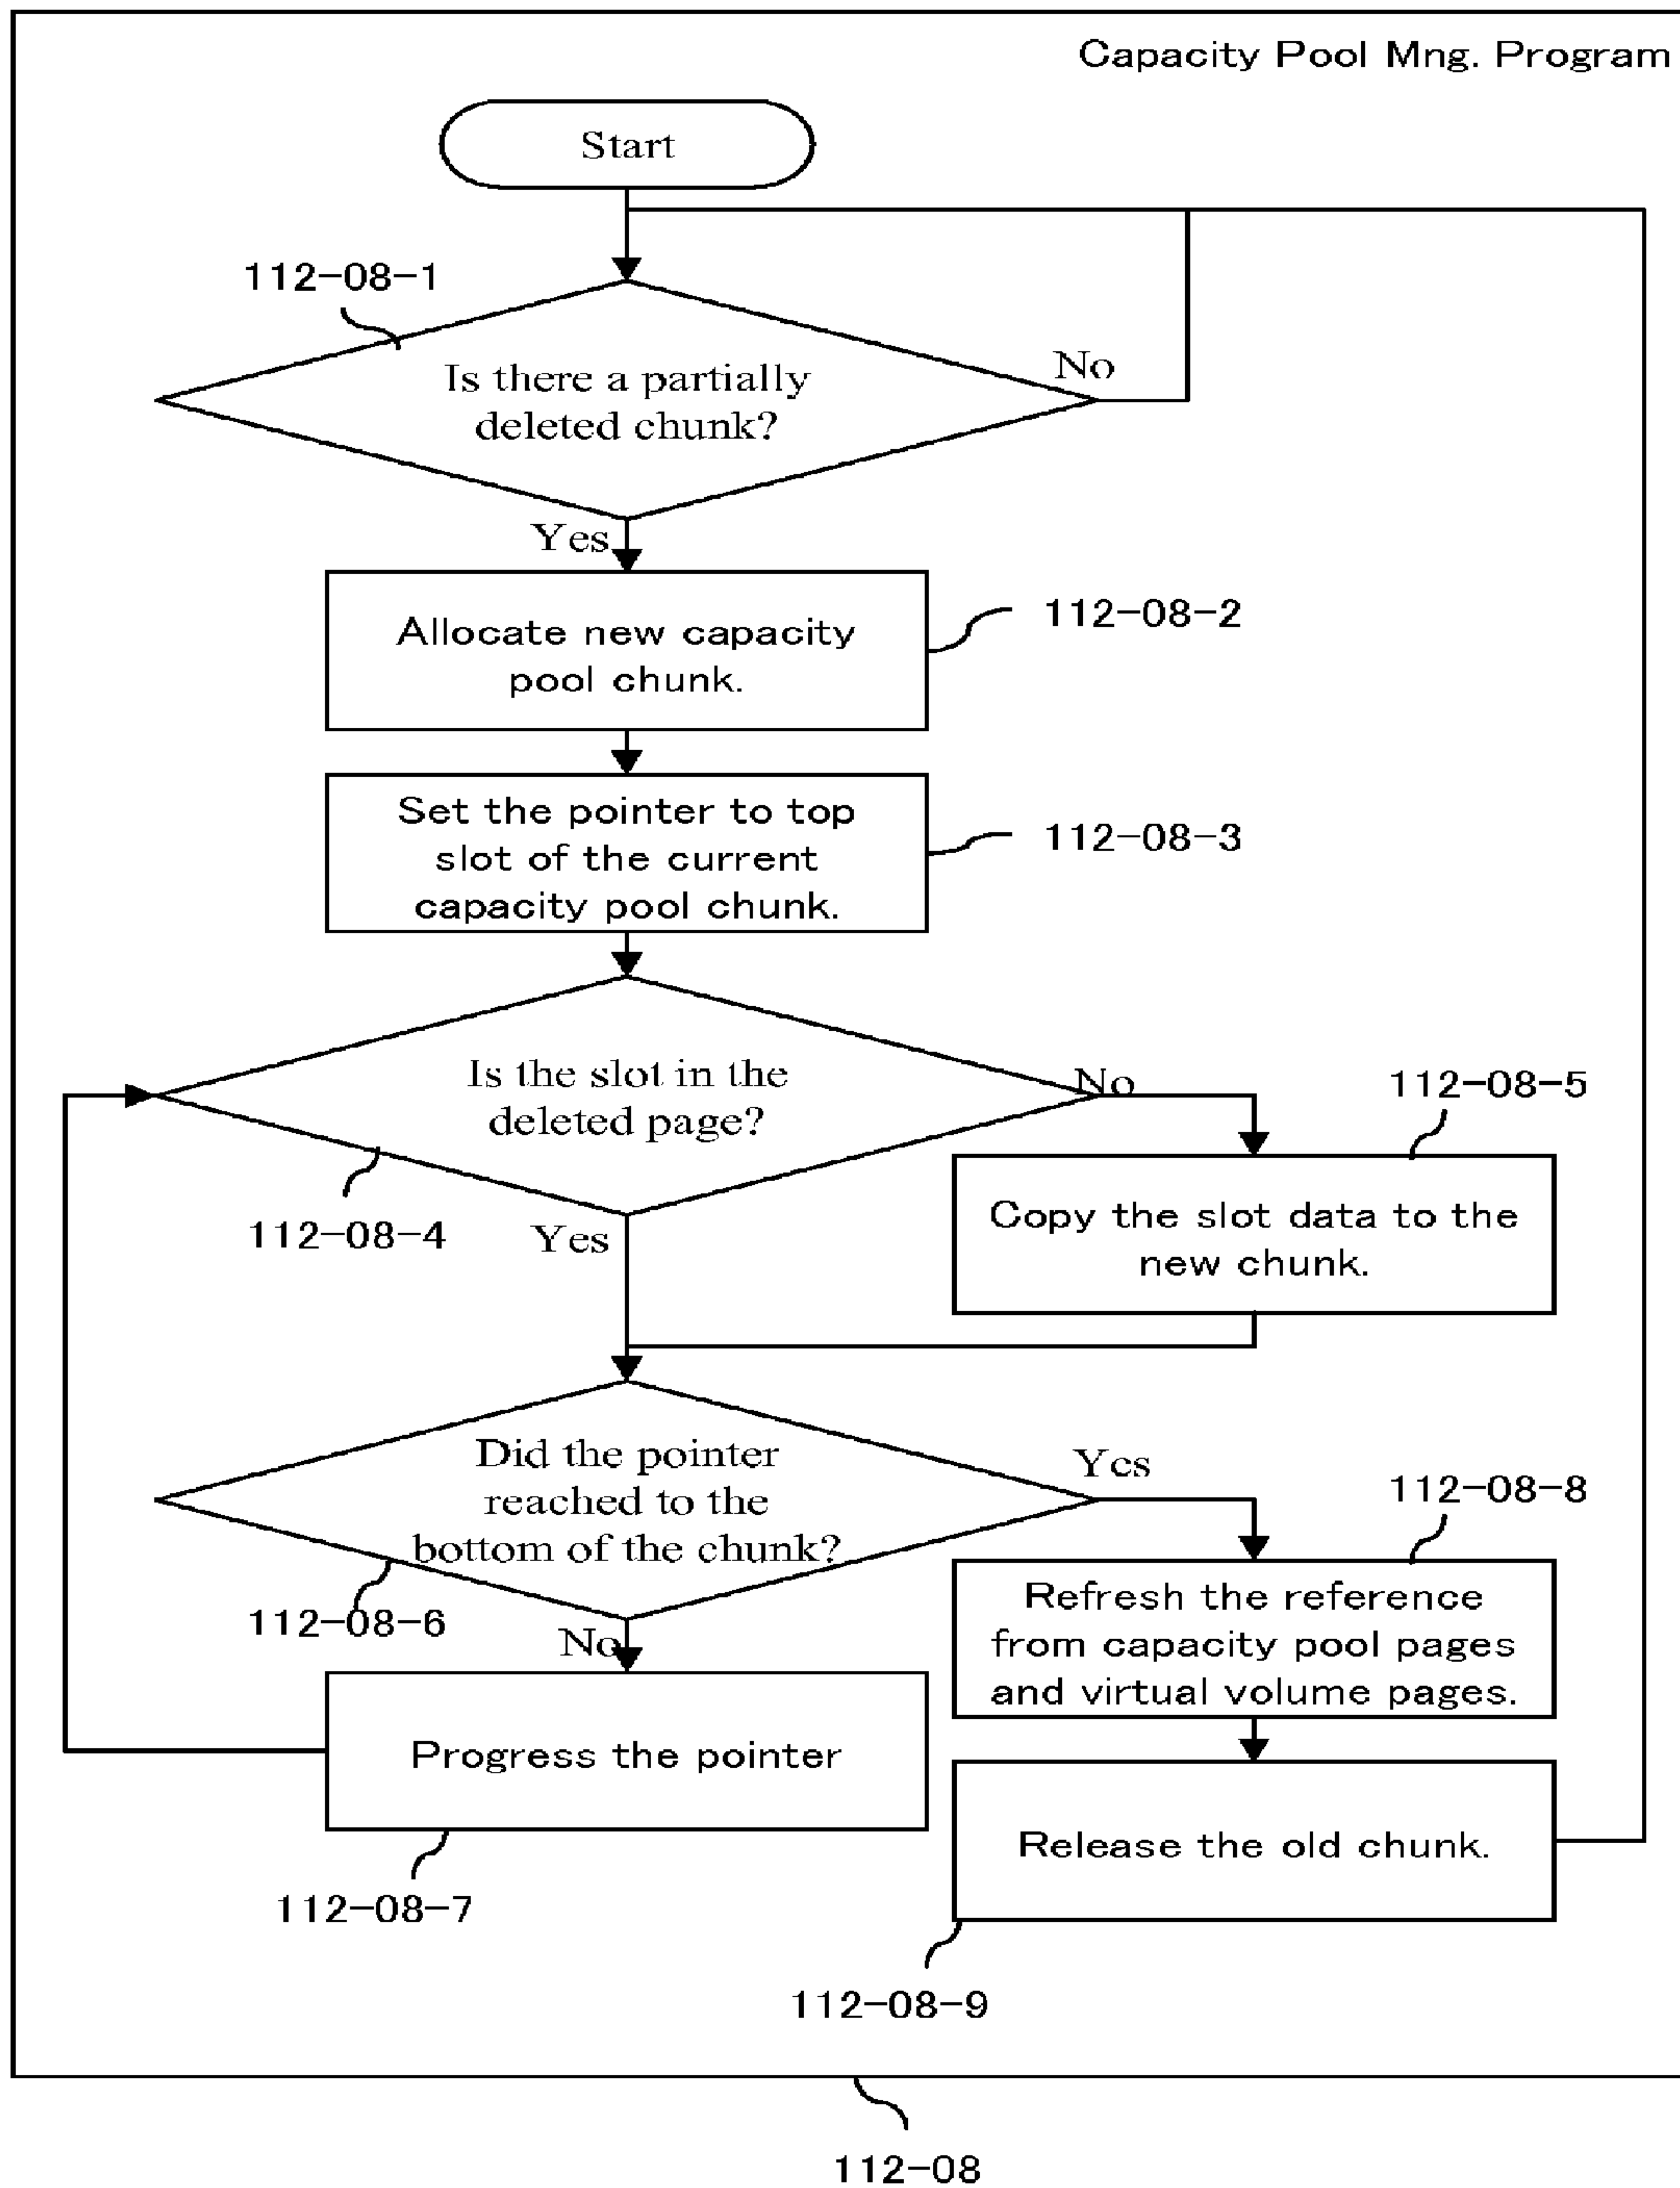 Capacity Pool Mng. Program
Start
112-08-1
Is there a partially
deleted chunk?
No
Yes
Allocate new capacity
pool chunk.
112-08-2
Set the pointer to top
slot of the current
capacity pool chunk.
112-08-3
Is the slot in the
deleted page?
No
112-08-5
112-08-4
Yes
Copy the slot data to the
new chunk.
Did the pointer
reached to the
bottom of the chunk?
Yes
112-08-8
112-08-6
No
Refresh the reference
from capacity pool pages
and virtual volume pages.
Progress the pointer
Release the old chunk.
112-08-7
112-08-9
112-08